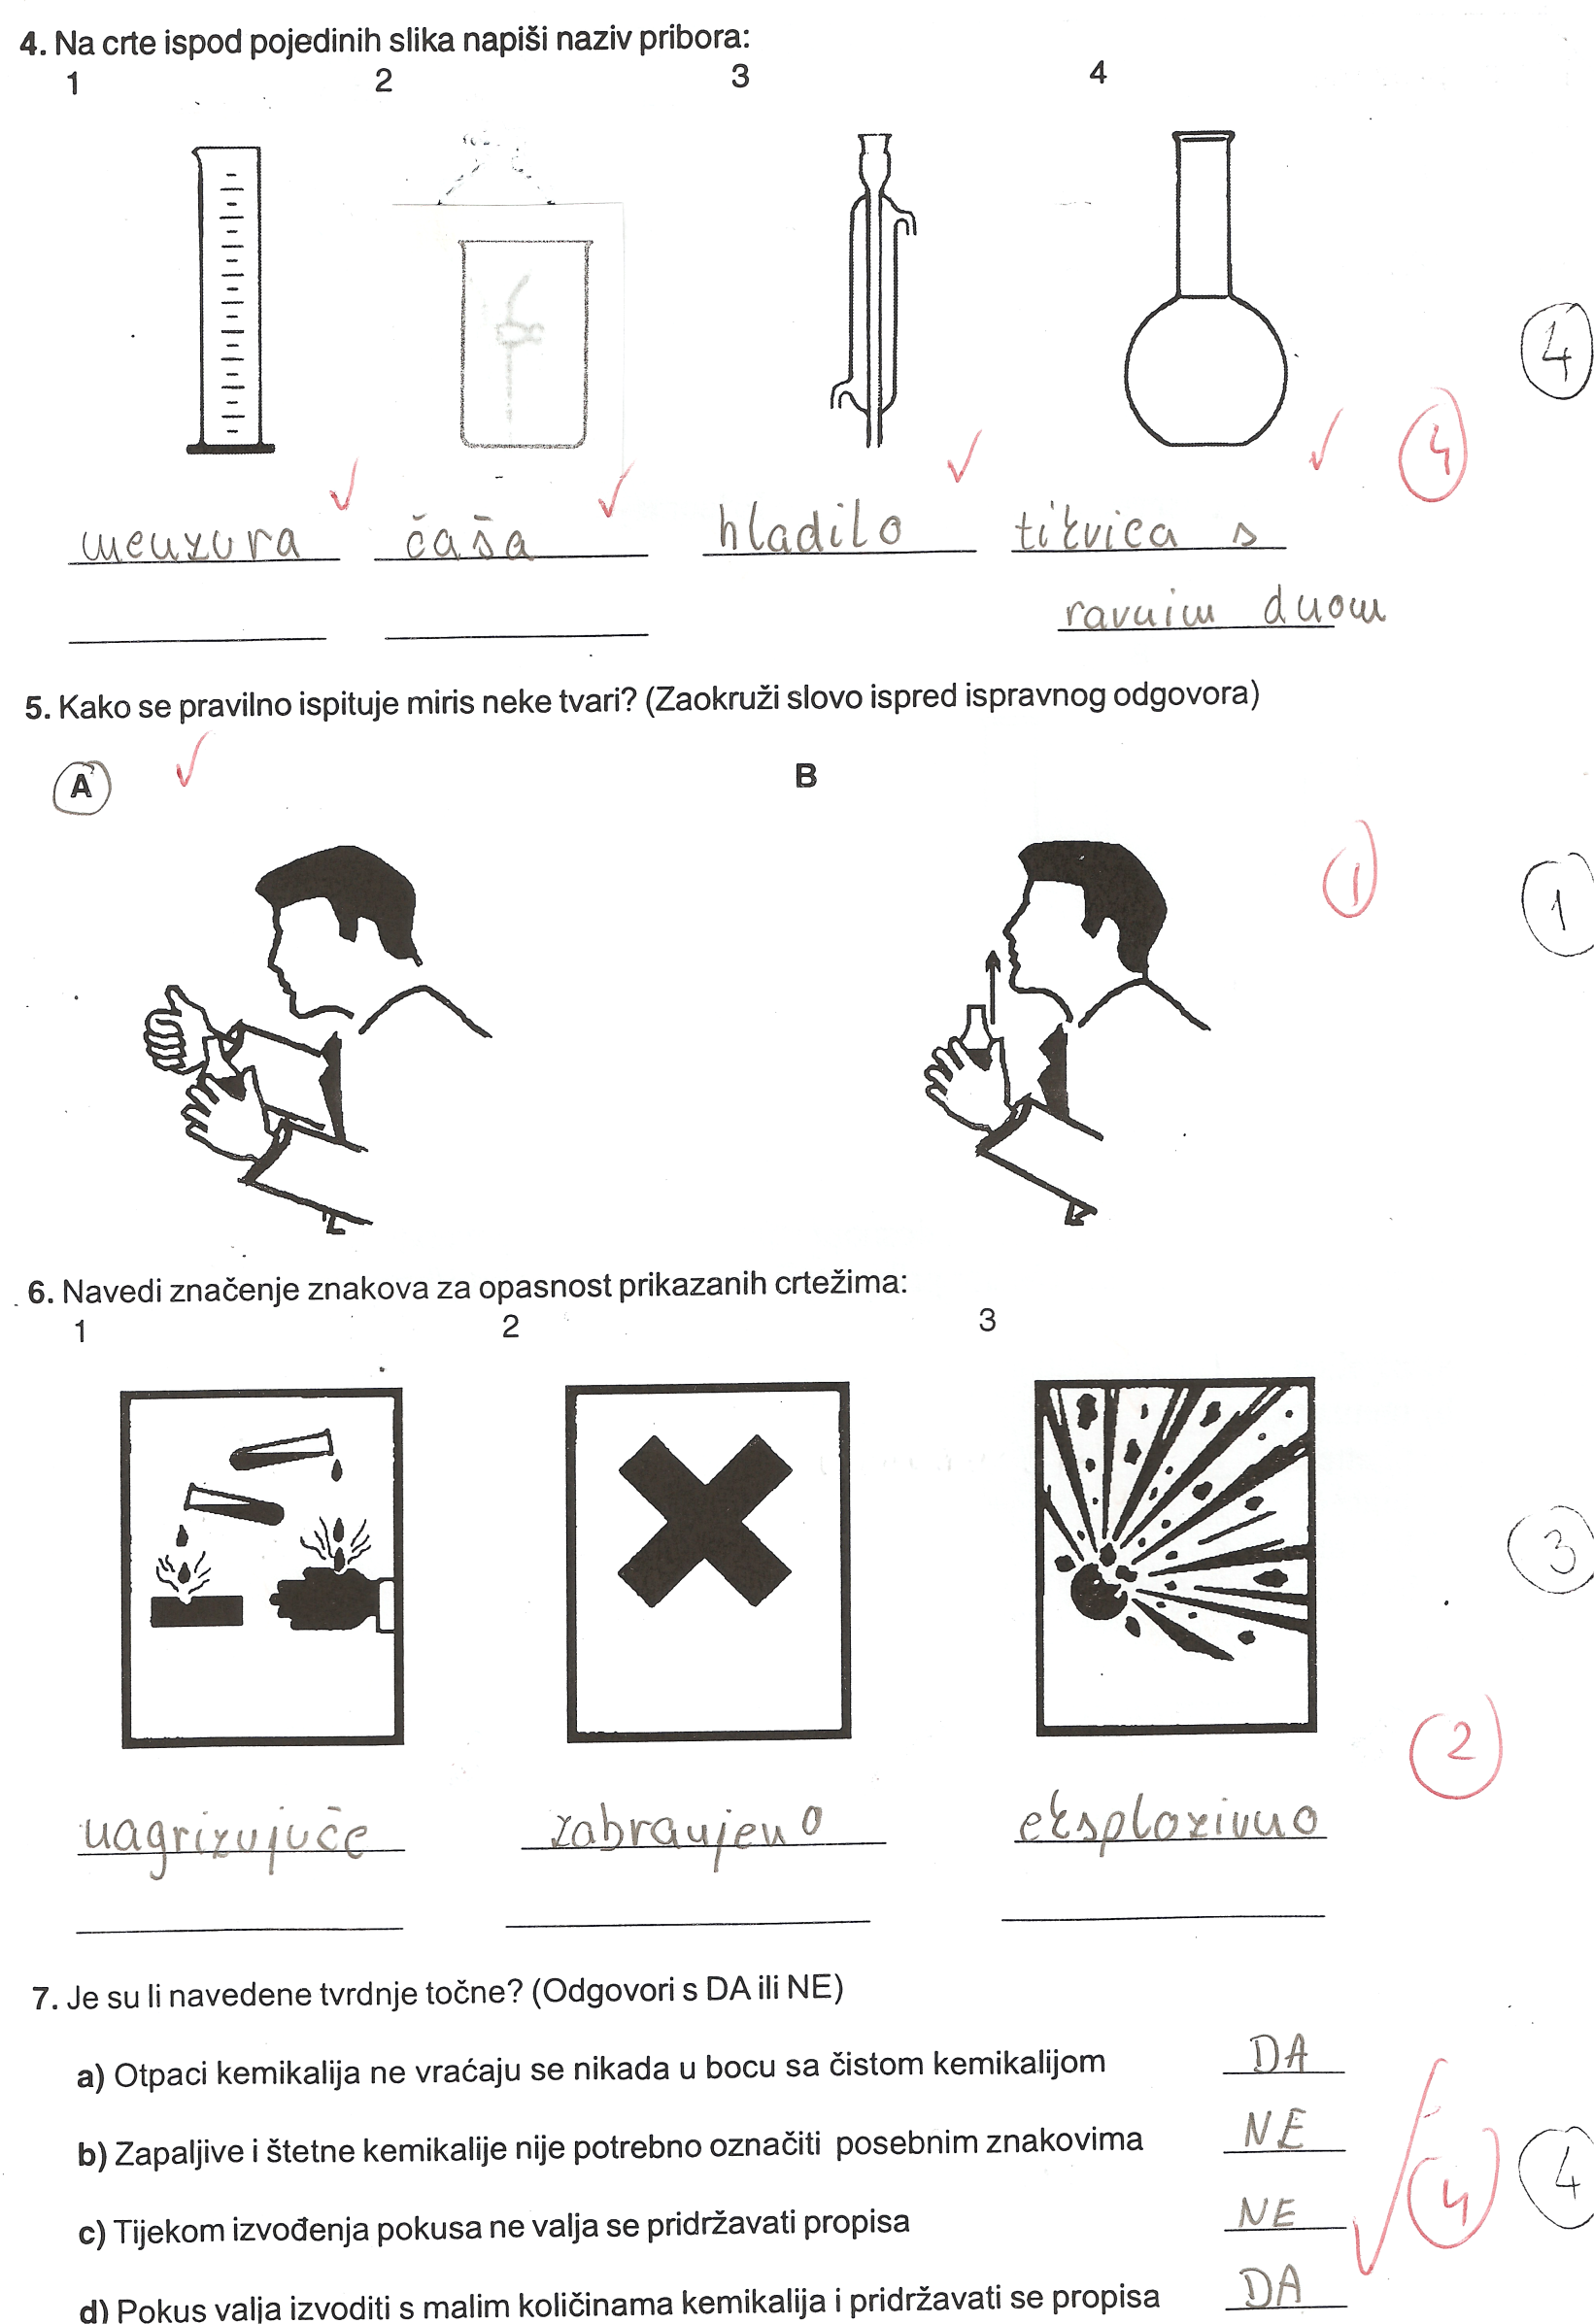 4. Na crte ispod pojedinih slika napiši naziv pribora:
1 2 3 4
4
4
menzura čaša hladilo tikvica s
ravnim dnom
5. Kako se pravilno ispituje miris neke tvari? (Zaokruži slovo ispred ispravnog odgovora)
A B
1
1
6. Navedi značenje znakova za opasnost prikazanih crtežima:
1 2 3
3
2
nagrizujuče zabranjeno eksplozivno
7. Je su li navedene tvrdnje točne? (Odgovori s DA ili NE)
a) Otpaci kemikalija ne vraćaju se nikada u bocu sa čistom kemikalijom DA
b) Zapaljive i štetne kemikalije nije potrebno označiti posebnim znakovima NE
4 4
c) Tijekom izvođenja pokusa ne valja se pridržavati propisa NE
d) Pokus valja izvoditi s malim količinama kemikalija i pridržavati se propisa DA